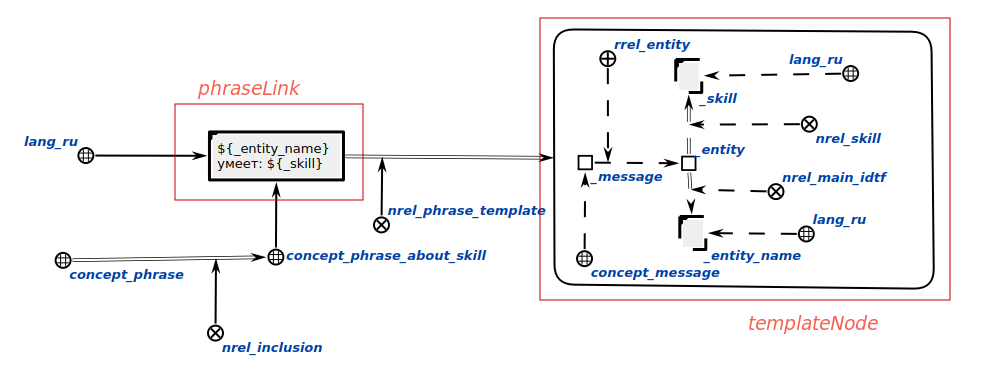 phraseLink
lang_ru
${_entity_name}
умеет: ${_skill}
nrel_phrase_template
concept_phrase_about_skill
concept_phrase
nrel_inclusion
rrel_entity
lang_ru
_skill
nrel_skill
_entity
_message
nrel_main_idtf
lang_ru
_entity_name
concept_message
templateNode